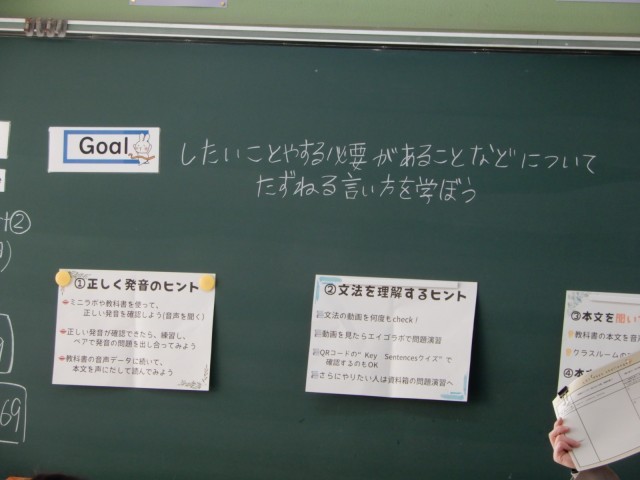 Goal
したいことやする必要があることなどについて
たずねる言い方を学ぼう
①正しく発音のヒント
ミニラボや教科書を使って、
正しい発音を確認しよう(音声を聞く)
正しい発音が確認できたら、練習し、
ペアで発音の問題を出し合ってみよう
教科書の音声データに続いて、
本文を声にだして読んでみよう
②文法を理解するヒント
文法の動画を何度もcheck!
動画を見たらエイゴラボで問題演習
QRコードの“Key Sentencesクイズ”で
確認するのもOK
さらにやりたい人は資料箱の問題演習へ
③本文を聞い
教科書の本文を音
クラスルームの
④本
②
69